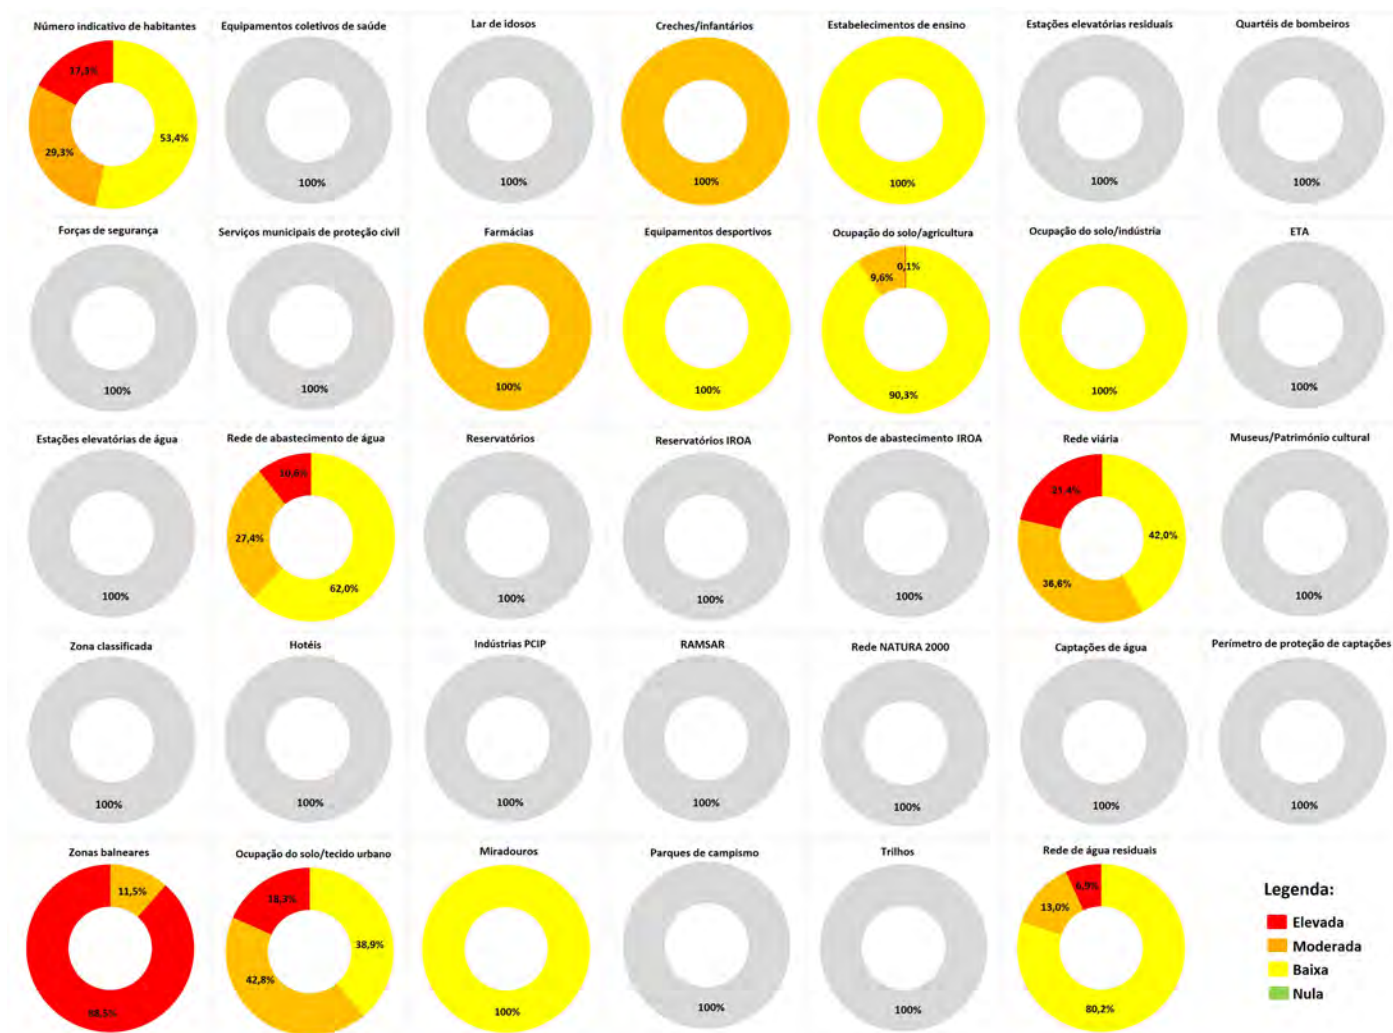 Número indicativo de habitantes
17,3%
53,4%
29,3%
Equipamentos coletivos de saúde
100%
Lar de idosos
100%
Creches/infantários
100%
Estabelecimentos de ensino
100%
Estações elevatórias residuais
100%
Quartéis de bombeiros
100%
Forças de segurança
100%
Serviços municipais de proteção civil
100%
Farmácias
100%
Equipamentos desportivos
100%
Ocupação do solo/agricultura
0,1%
9,6%
90,3%
Ocupação do solo/indústria
100%
ETA
100%
Estações elevatórias de água
100%
Rede de abastecimento de água
10,6%
27,4%
62,0%
Reservatórios
100%
Reservatórios IROA
100%
Pontos de abastecimento IROA
100%
Rede viária
21,4%
42,0%
36,6%
Museus/Património cultural
100%
Zona classificada
100%
Hotéis
100%
Indústrias PCIP
100%
RAMSAR
100%
Rede NATURA 2000
100%
Captações de água
100%
Perímetro de proteção de captações
100%
Zonas balneares
11,5%
88,5%
Ocupação do solo/tecido urbano
18,3%
38,9%
42,8%
Miradouros
100%
Parques de campismo
100%
Trilhos
100%
Rede de água residuais
6,9%
13,0%
80,2%
Legenda:
Elevada
Moderada
Baixa
Nula